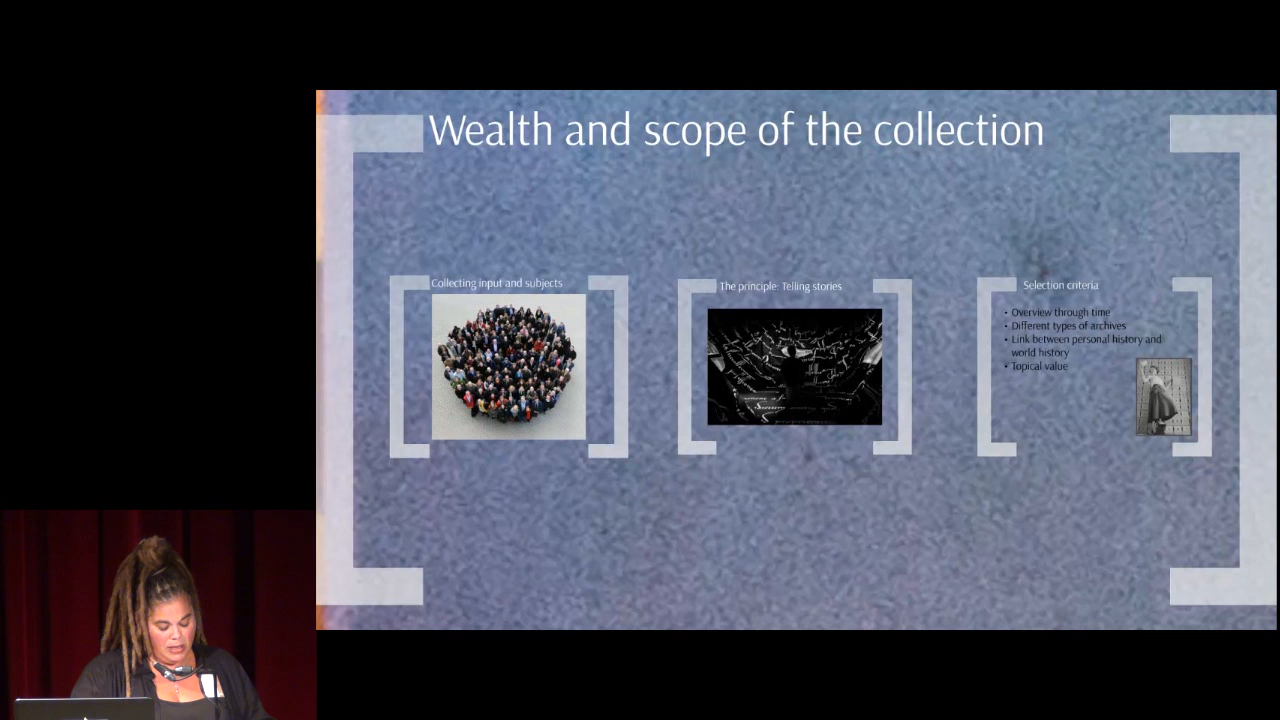 Wealth and scope of the collection
Collecting input and subjects
The principle: Telling stories
Selection criteria
• Overview through time
• Different types of archives
• Link between personal history and
world history
• Topical value